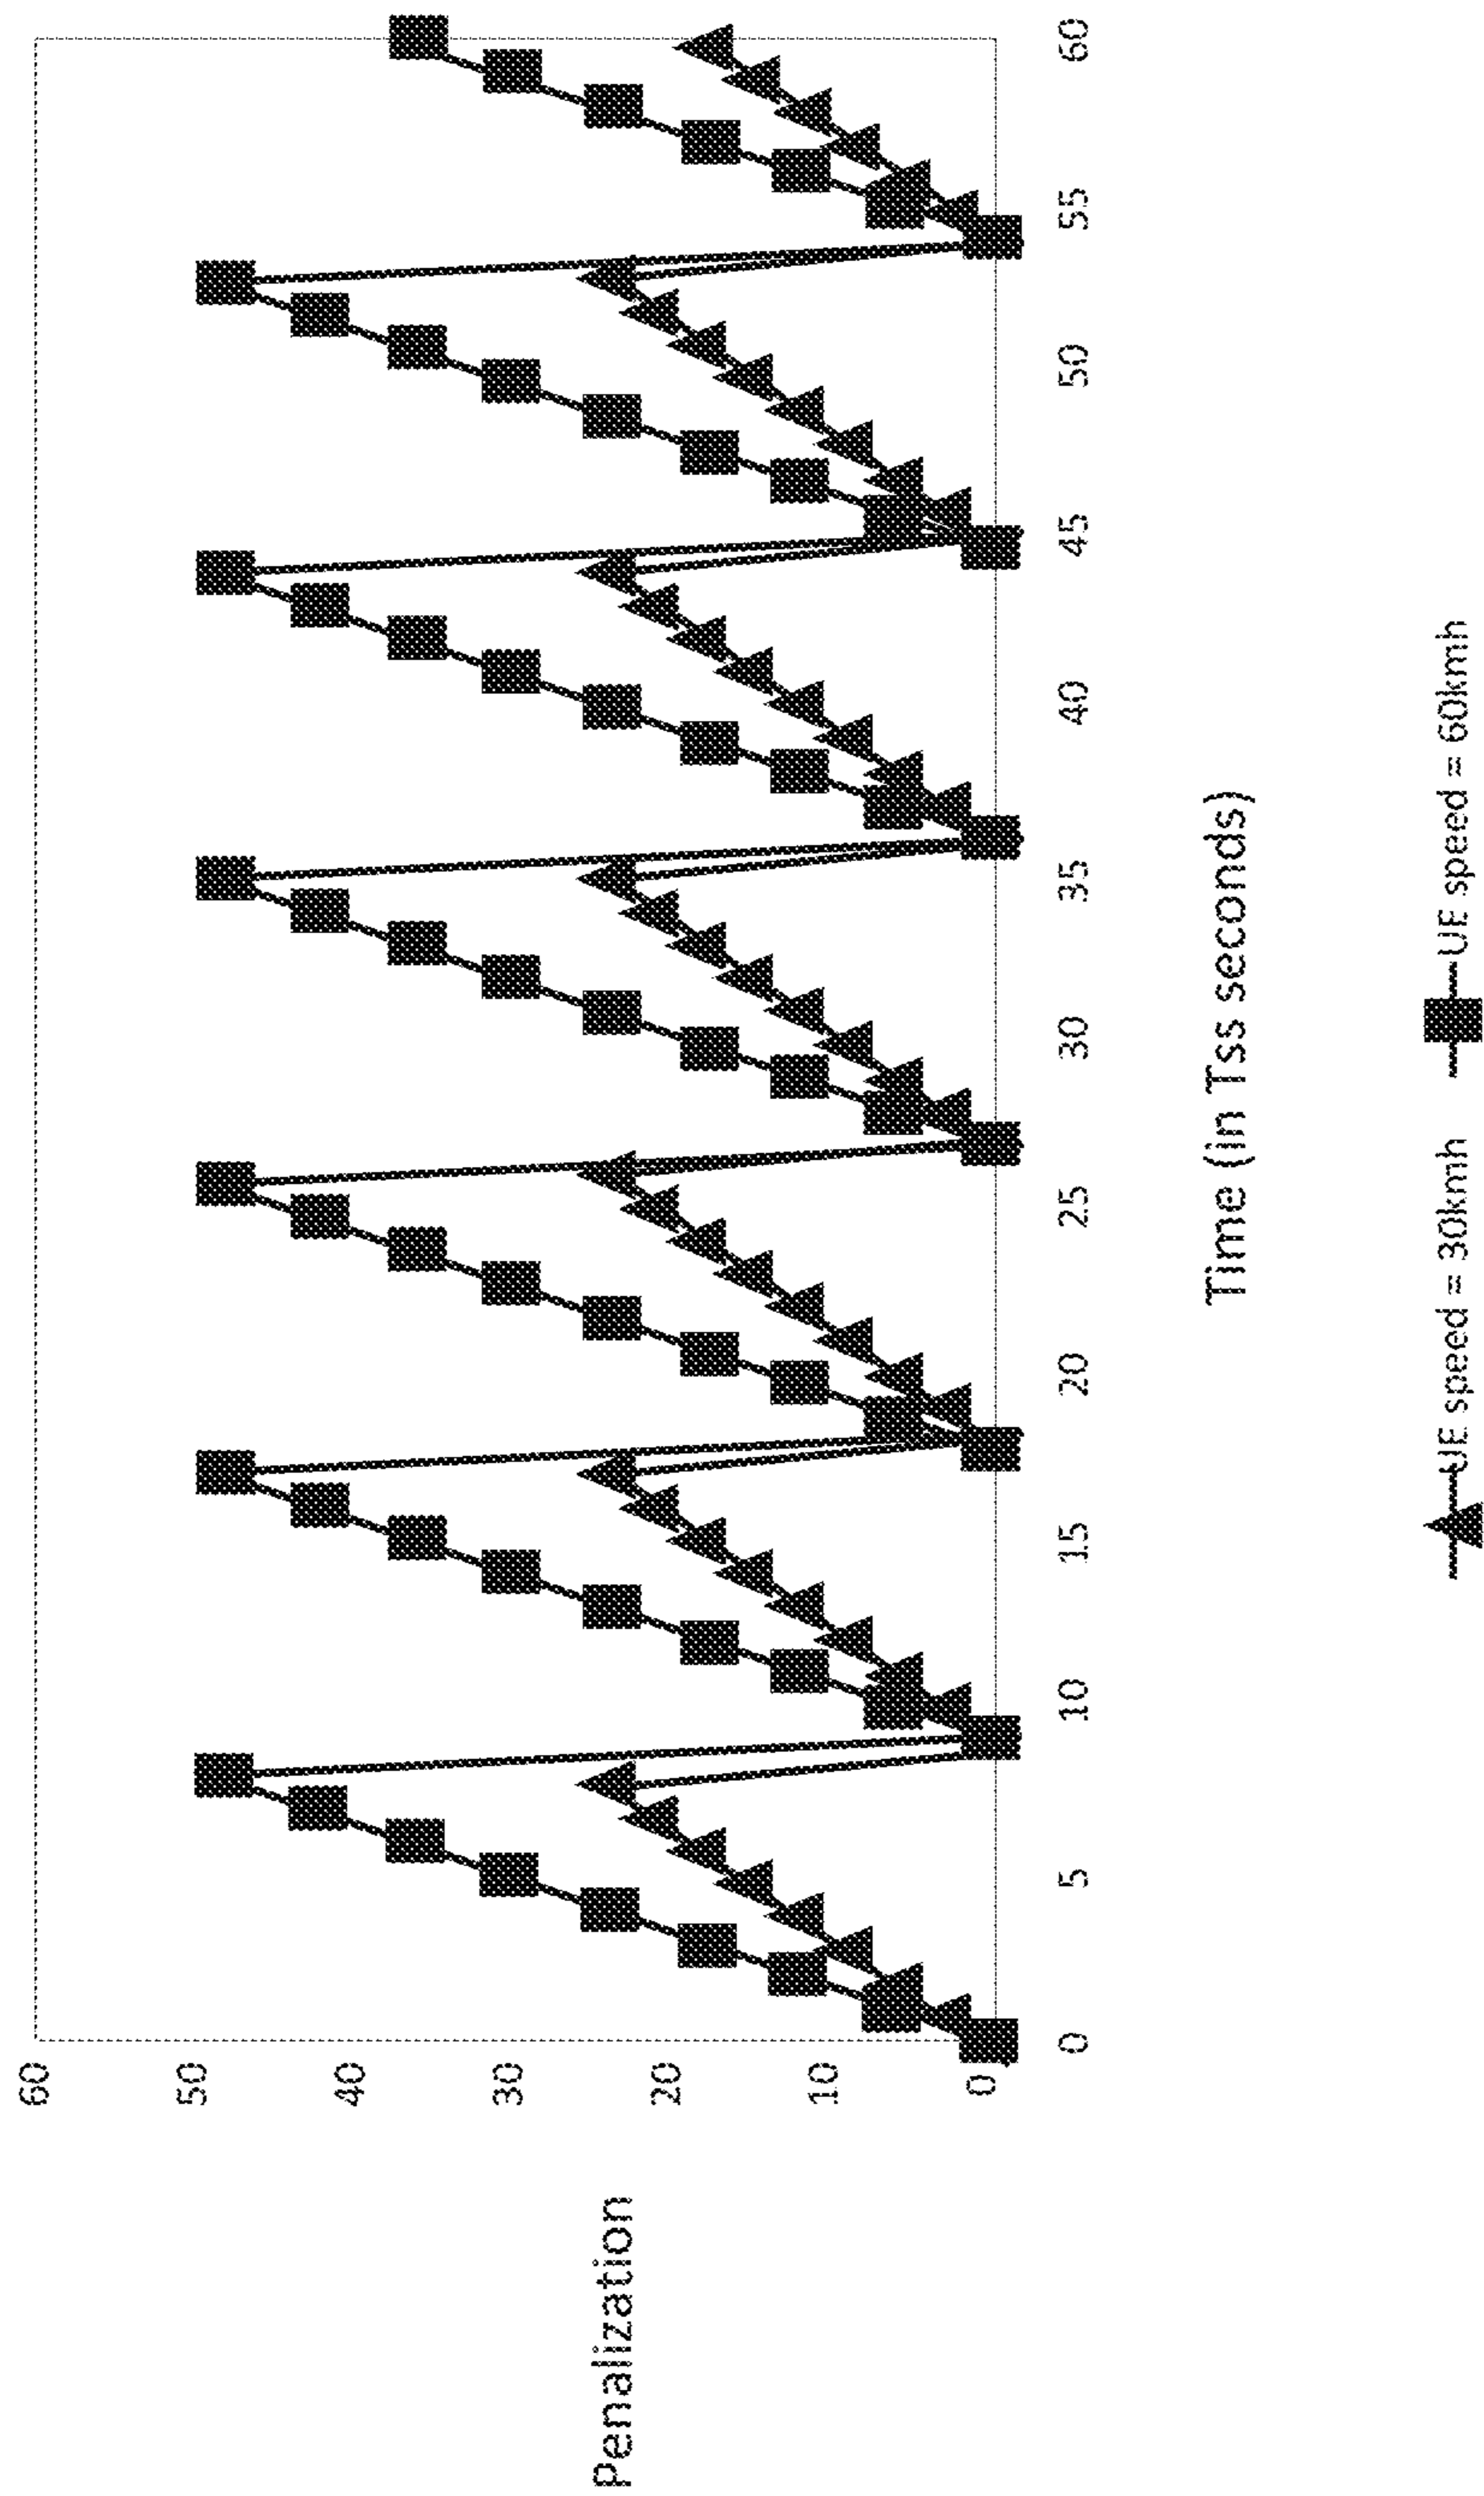 Penalization
60
50
40
30
20
10
0
0 5 10 15 20 25 30 35 40 45 50 55 60
Time (in Tss seconds)
UE speed = 30kmh UE speed = 60kmh